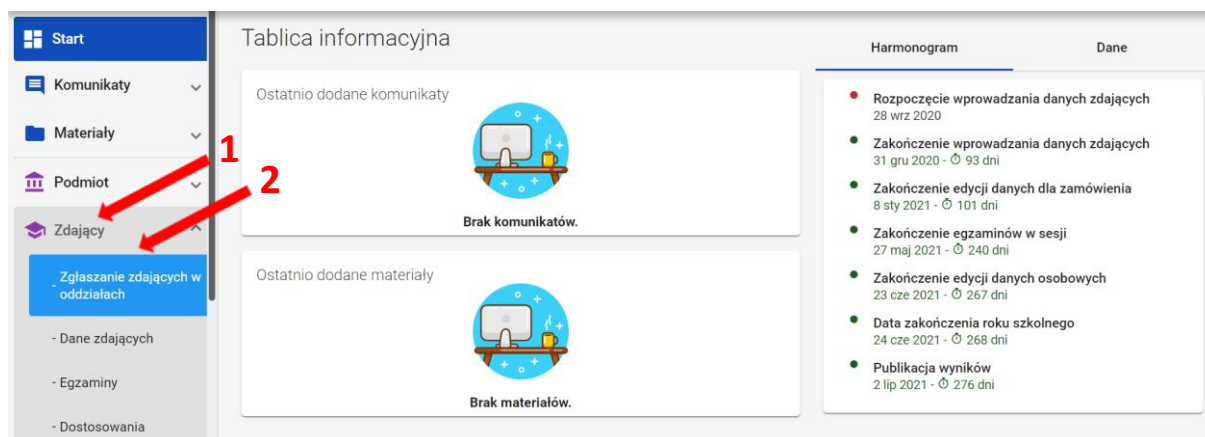 Start
Komunikaty
Materiały
Podmiot
Zdający
- Zgłaszanie zdających w
oddziałach
- Dane zdających
- Egzaminy
- Dostosowania
1
2
Tablica informacyjna
Ostatnio dodane komunikaty
Brak komunikatów.
Ostatnio dodane materiały
Brak materiałów.
Harmonogram Dane
Rozpoczęcie wprowadzania danych zdających
28 wrz 2020
Zakończenie wprowadzania danych zdających
31 gru 2020 - ⏱ 93 dni
Zakończenie edycji danych dla zamówienia
8 sty 2021 - ⏱ 101 dni
Zakończenie egzaminów w sesji
27 maj 2021 - ⏱ 240 dni
Zakończenie edycji danych osobowych
23 cze 2021 - ⏱ 267 dni
Data zakończenia roku szkolnego
24 cze 2021 - ⏱ 268 dni
Publikacja wyników
2 lip 2021 - ⏱ 276 dni